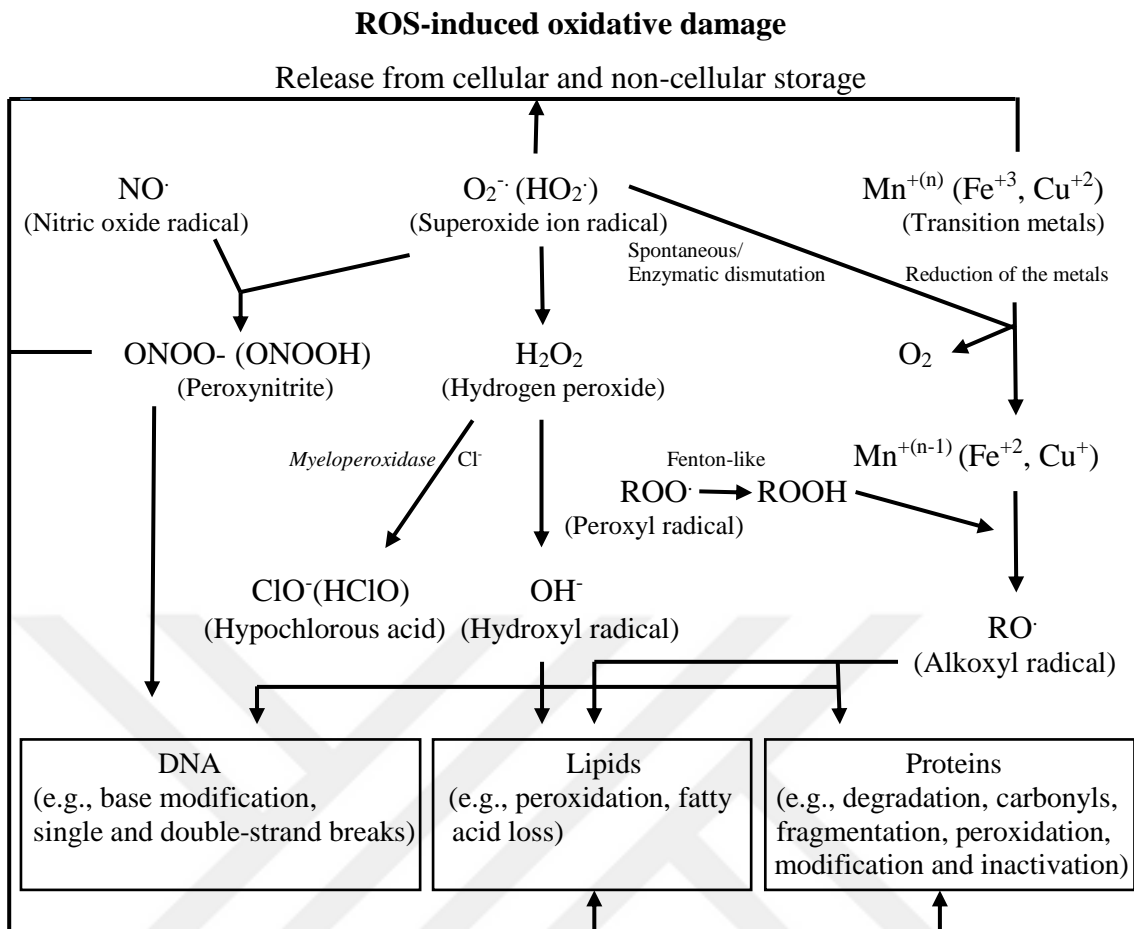 ROS-induced oxidative damage
Release from cellular and non-cellular storage
NO·
(Nitric oxide radical)
O₂⁻· (HO₂·)
(Superoxide ion radical)
Mn⁺⁽ⁿ⁾ (Fe⁺³, Cu⁺²)
(Transition metals)
Spontaneous/
Enzymatic dismutation
Reduction of the metals
ONOO- (ONOOH)
(Peroxynitrite)
H₂O₂
(Hydrogen peroxide)
O₂
Myeloperoxidase
Cl⁻
Fenton-like
ROO·
(Peroxyl radical)
ROOH
Mn⁺⁽ⁿ⁻¹⁾ (Fe⁺², Cu⁺)
ClO⁻(HClO)
(Hypochlorous acid)
OH⁻
(Hydroxyl radical)
RO·
(Alkoxyl radical)
DNA
(e.g., base modification,
single and double-strand breaks)
Lipids
(e.g., peroxidation, fatty
acid loss)
Proteins
(e.g., degradation, carbonyls,
fragmentation, peroxidation,
modification and inactivation)